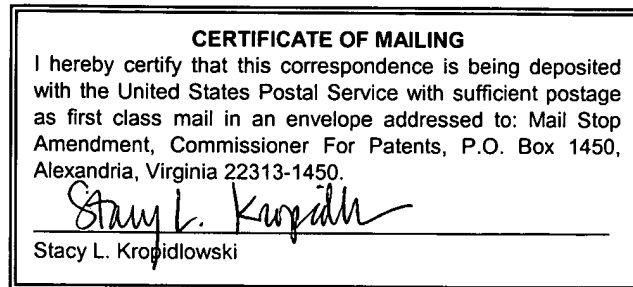 CERTIFICATE OF MAILING
I hereby certify that this correspondence is being deposited
with the United States Postal Service with sufficient postage
as first class mail in an envelope addressed to: Mail Stop
Amendment, Commissioner For Patents, P.O. Box 1450,
Alexandria, Virginia 22313-1450.
Stacy L. Kropidlowski